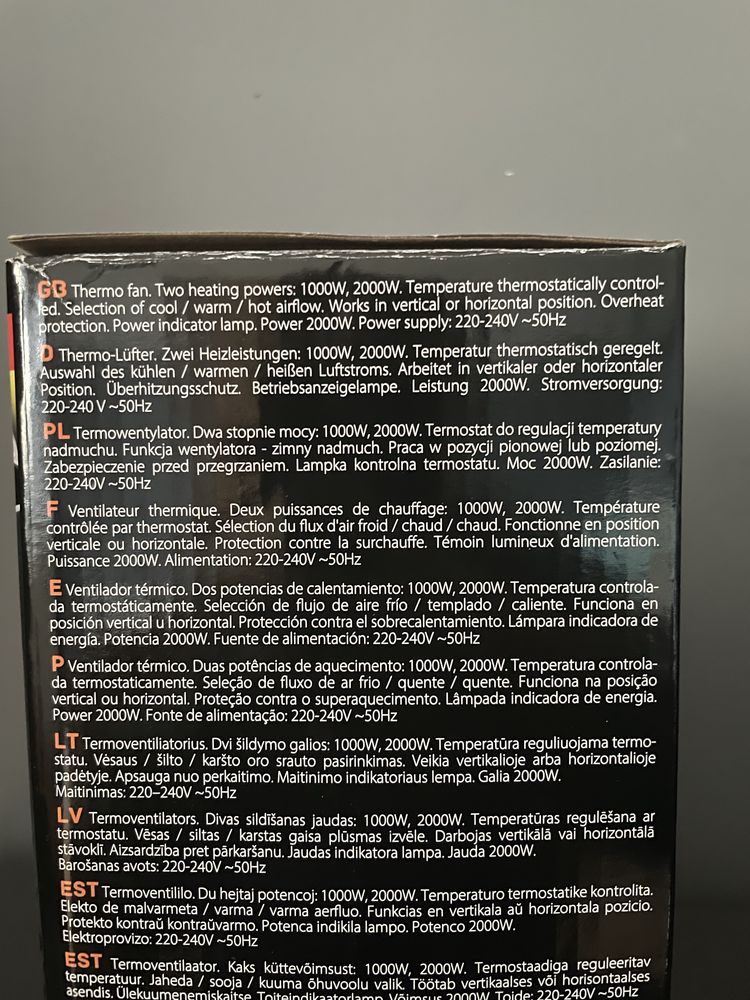 GB Thermo fan. Two heating powers: 1000W, 2000W. Temperature thermostatically control-
led. Selection of cool / warm / hot airflow. Works in vertical or horizontal position. Overheat
protection. Power indicator lamp. Power 2000W. Power supply: 220-240V ~50Hz
D Thermo-Lüfter. Zwei Heizleistungen: 1000W, 2000W. Temperatur thermostatisch geregelt.
Auswahl des kühlen / warmen / heißen Luftstroms. Arbeitet in vertikaler oder horizontaler
Position. Überhitzungsschutz. Betriebsanzeigelampe. Leistung 2000W. Stromversorgung:
220-240 V ~50Hz
PL Termowentylator. Dwa stopnie mocy: 1000W, 2000W. Termostat do regulacji temperatury
nadmuchu. Funkcja wentylatora - zimny nadmuch. Praca w pozycji pionowej lub poziomej.
Zabezpieczenie przed przegrzaniem. Lampka kontrolna termostatu. Moc 2000W. Zasilanie:
220-240V ~50Hz
F Ventilateur thermique. Deux puissances de chauffage: 1000W, 2000W. Température
contrôlée par thermostat. Sélection du flux d'air froid / chaud / chaud. Fonctionne en position
verticale ou horizontale. Protection contre la surchauffe. Témoin lumineux d'alimentation.
Puissance 2000W. Alimentation: 220-240V ~50Hz
E Ventilador térmico. Dos potencias de calentamiento: 1000W, 2000W. Temperatura controla-
da termostáticamente. Selección de flujo de aire frío / templado / caliente. Funciona en
posición vertical u horizontal. Protección contra el sobrecalentamiento. Lámpara indicadora de
energía. Potencia 2000W. Fuente de alimentación: 220-240V ~50Hz
P Ventilador térmico. Duas potências de aquecimento: 1000W, 2000W. Temperatura controla-
da termostaticamente. Seleção de fluxo de ar frio / quente / quente. Funciona na posição
vertical ou horizontal. Proteção contra o superaquecimento. Lâmpada indicadora de energia.
Power 2000W. Fonte de alimentação: 220-240V ~50Hz
LT Termoventiliatorius. Dvi šildymo galios: 1000W, 2000W. Temperatūra reguliuojama termo-
statu. Vėsaus / šilto / karšto oro srauto pasirinkimas. Veikia vertikalioje arba horizontalioje
padėtyje. Apsauga nuo perkaitimo. Maitinimo indikatoriaus lempa. Galia 2000W.
Maitinimas: 220–240V ~50Hz
LV Termoventilators. Divas sildīšanas jaudas: 1000W, 2000W. Temperatūras regulēšana ar
termostatu. Vēsas / siltas / karstas gaisa plūsmas izvēle. Darbojas vertikālā vai horizontālā
stāvoklī. Aizsardzība pret pārkaršanu. Jaudas indikatora lampa. Jauda 2000W.
Barošanas avots: 220-240V ~50Hz
EST Termoventililo. Du hejtaj potencoj: 1000W, 2000W. Temperaturo termostatike kontrolita.
Elekto de malvarmeta / varma / varma aerfluo. Funkcias en vertikala aŭ horizontala pozicio.
Protekto kontraŭ kontraŭvarmo. Potenca indikila lampo. Potenco 2000W.
Elektroprovizo: 220-240V ~50Hz
EST Termoventilaator. Kaks küttevõimsust: 1000W, 2000W. Termostaadiga reguleeritav
temperatuur. Jaheda / sooja / kuuma õhuvoolu valik. Töötab vertikaalses või horisontaalses
asendis. Ülekuumenemiskaitse. Toiteindikaatorlamp. Võimsus 2000W. Toide: 220-240V ~50Hz